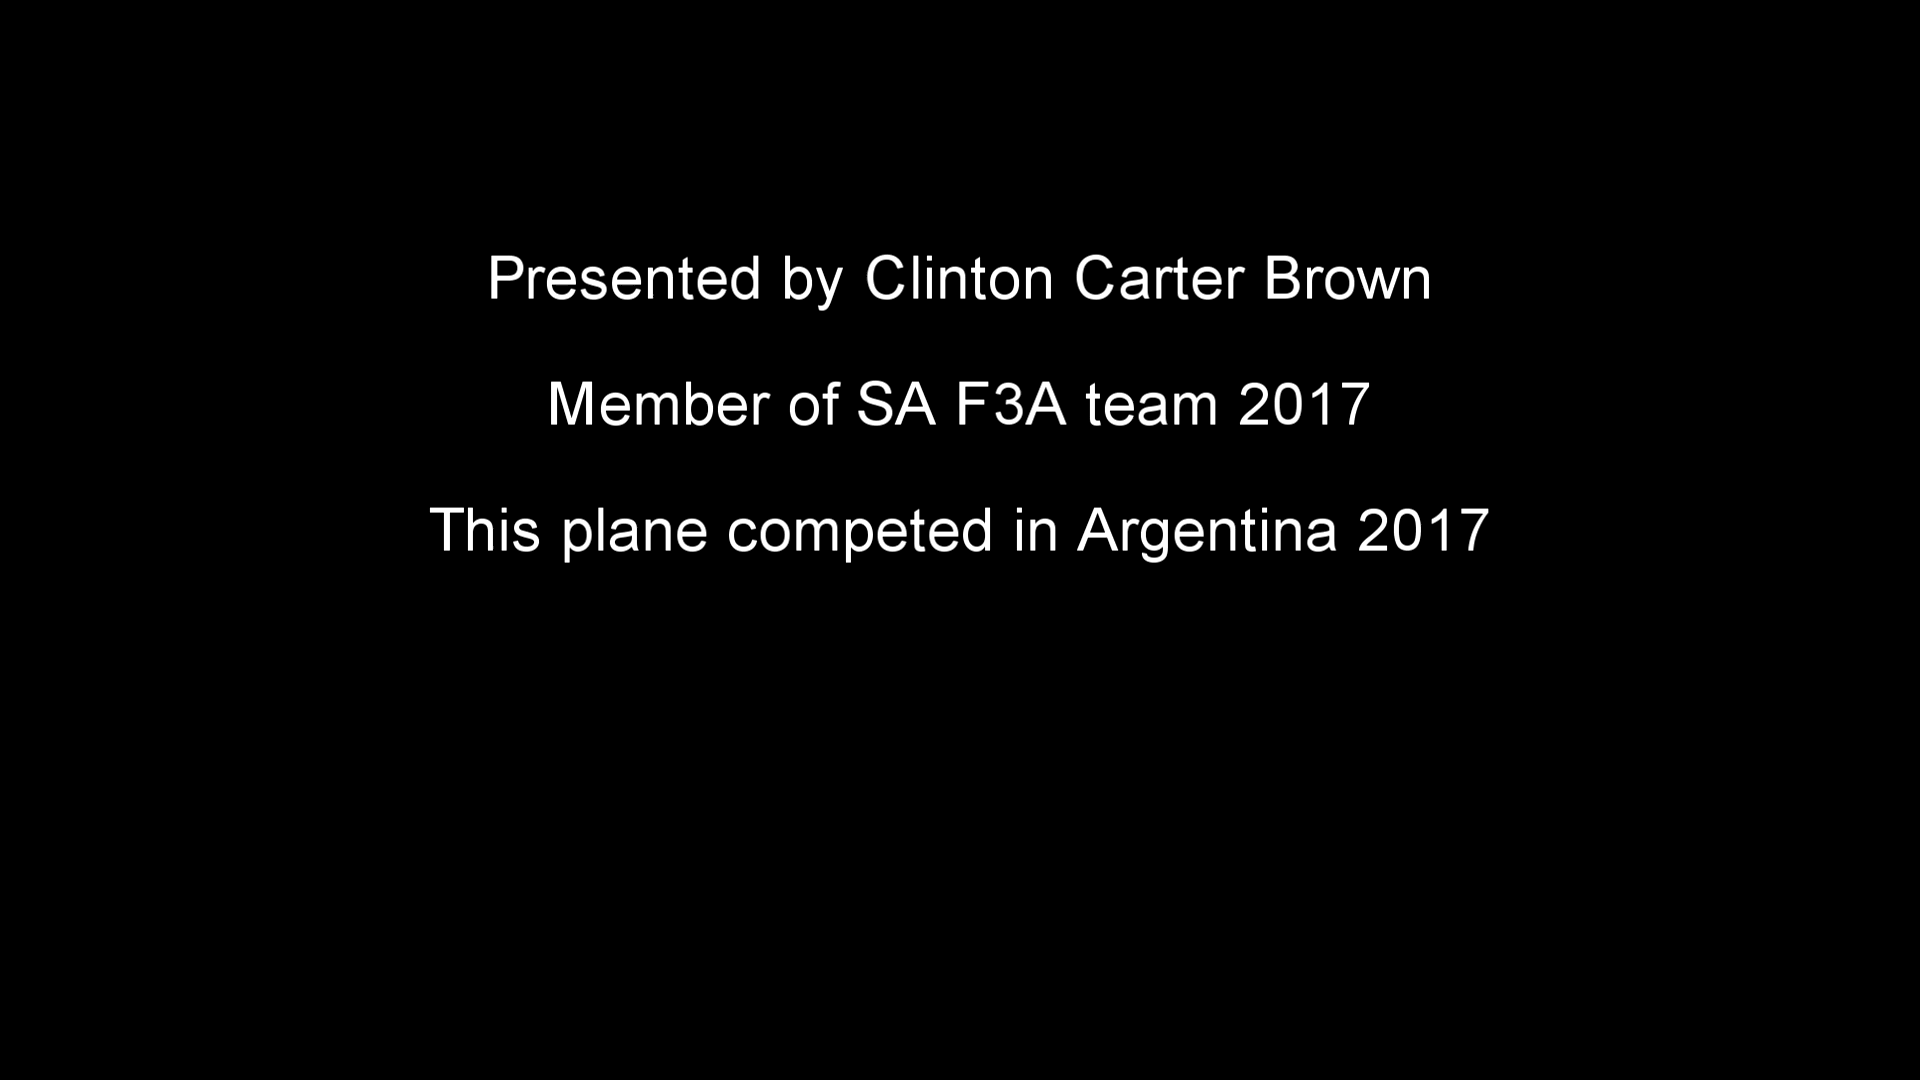 Presented by Clinton Carter Brown
Member of SA F3A team 2017
This plane competed in Argentina 2017